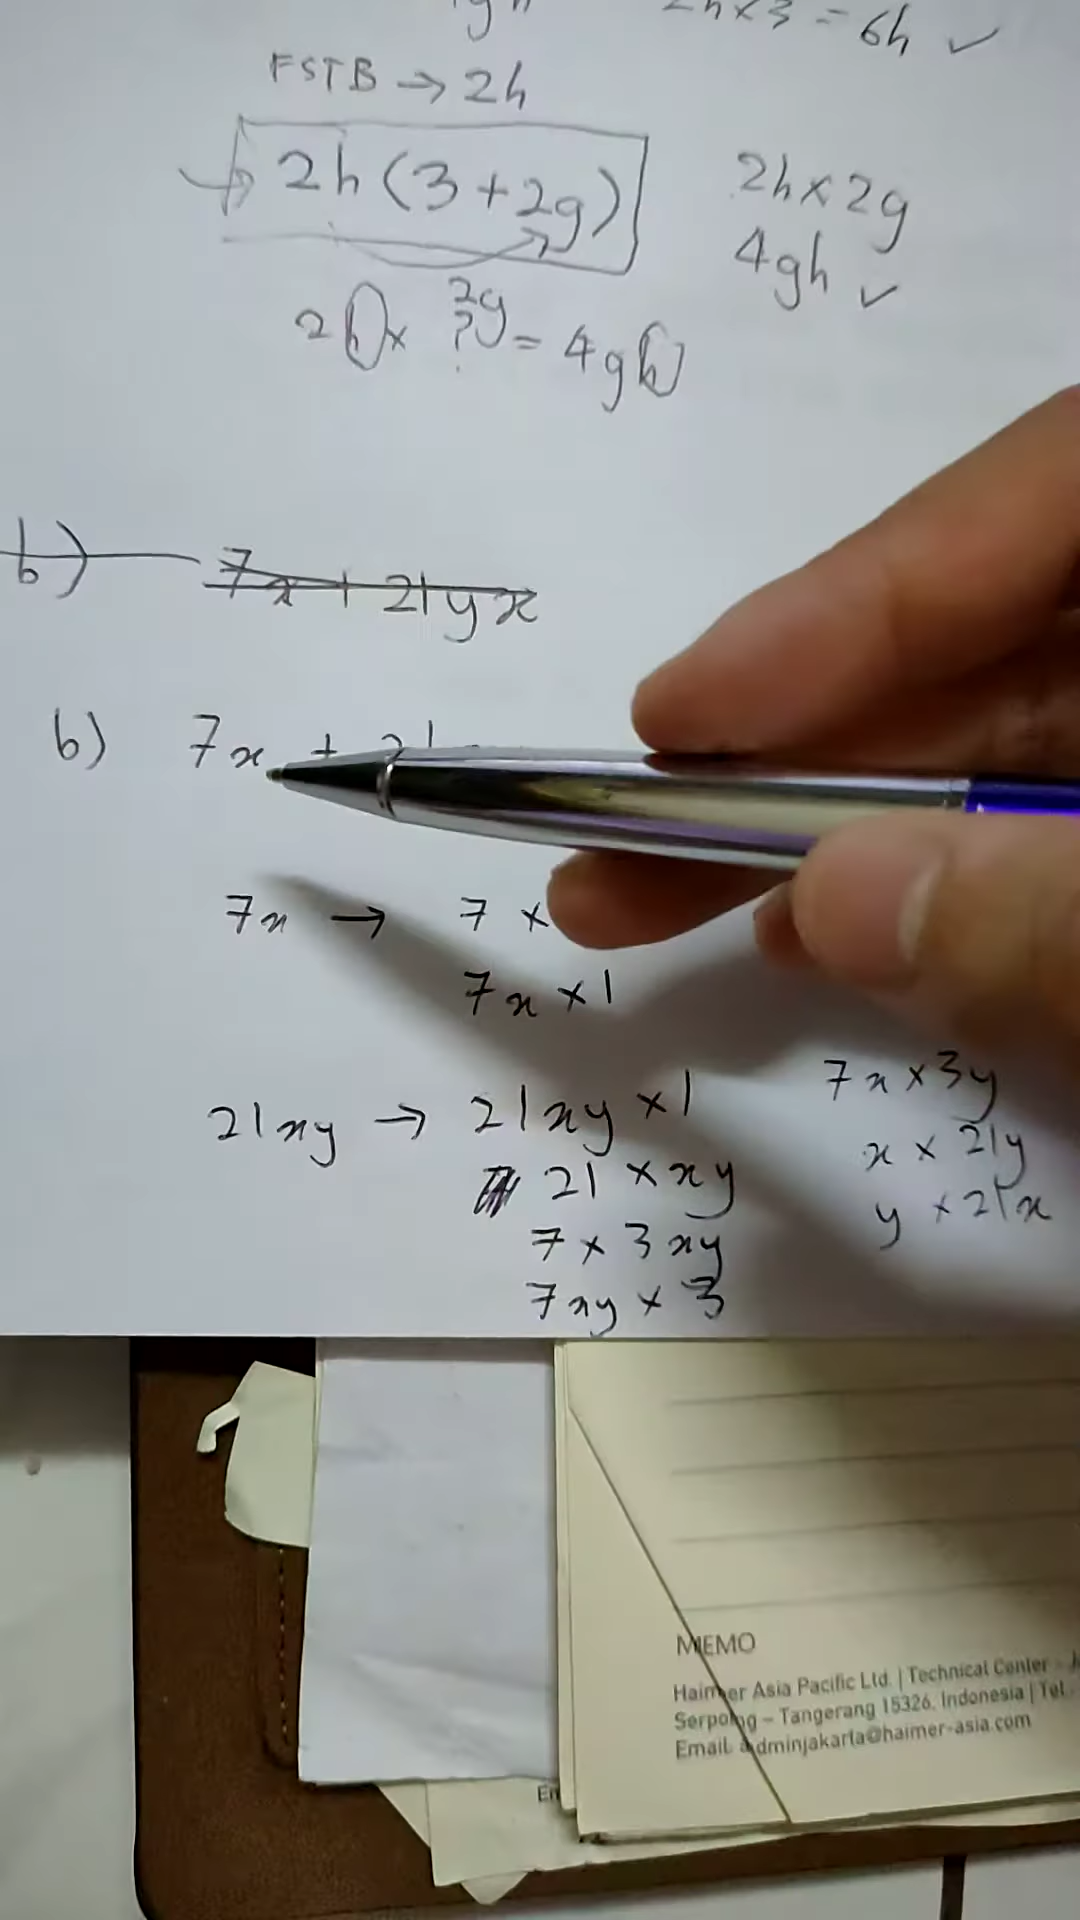 2h x 3 = 6h ✓
FSTB → 2h
2h (3 + 2g)
2h x 2g
4gh ✓
2g
2h x ? = 4gh
b) 7x + 21yx
b) 7x + 21
7x → 7 x
7x x 1
21xy → 21xy x 1
21 x xy
7 x 3xy
7xy x 3
7x x 3y
x x 21y
y x 21x
MEMO
Haimer Asia Pacific Ltd. | Technical Center -
Serpong – Tangerang 15326, Indonesia | Tel.
Email: adminjakarta@haimer-asia.com